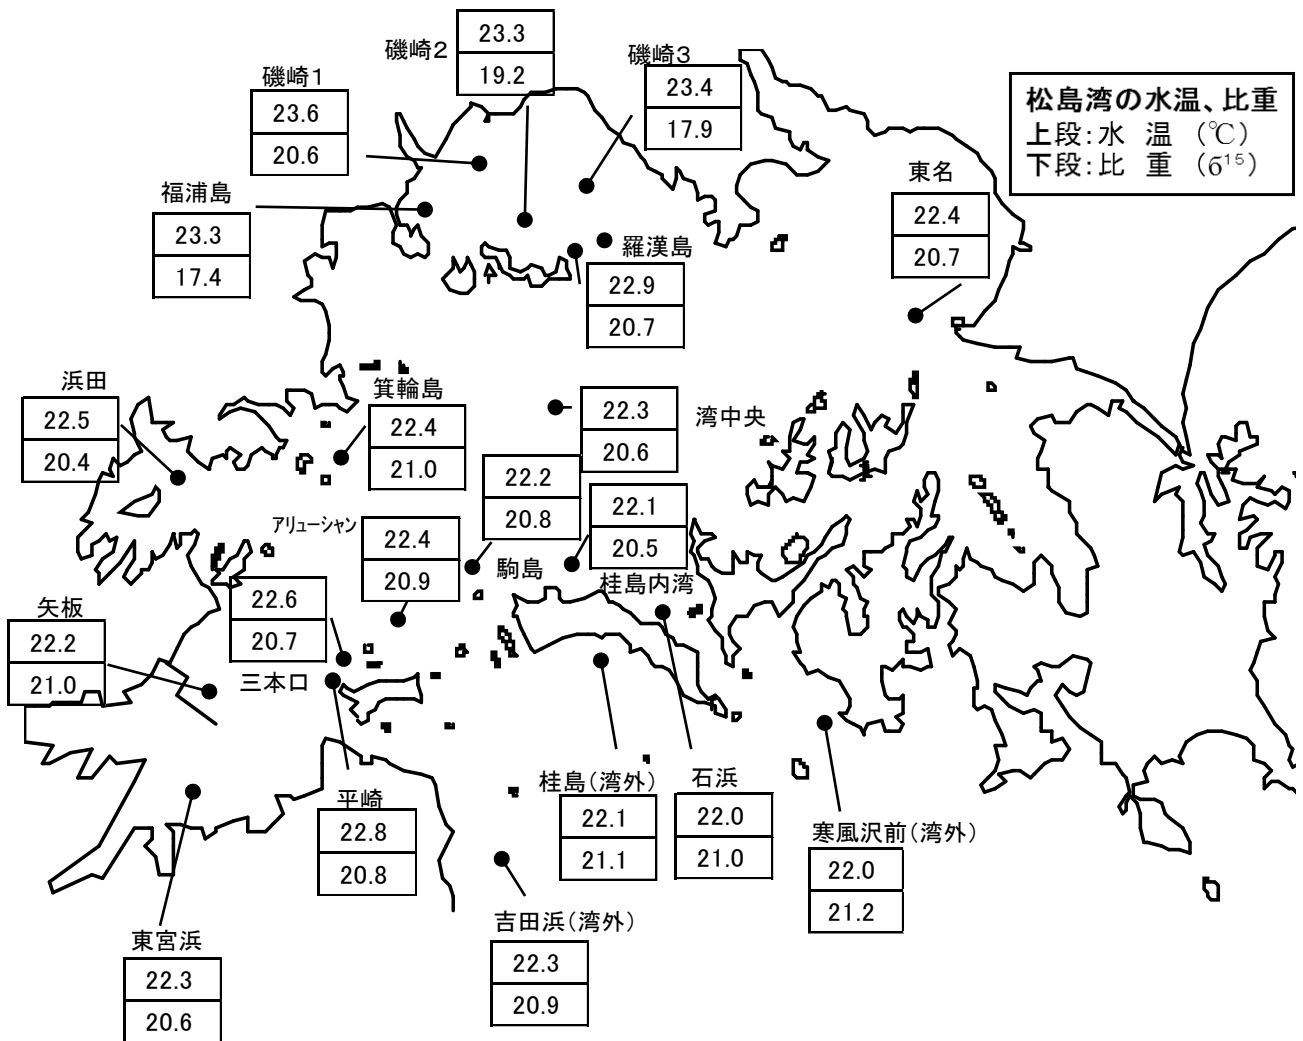 磯崎2
23.3
19.2
磯崎1
23.6
20.6
磯崎3
23.4
17.9
松島湾の水温、比重
上段:水 温 (℃)
下段:比 重 (б¹⁵)
福浦島
23.3
17.4
東名
22.4
20.7
羅漢島
22.9
20.7
浜田
22.5
20.4
箕輪島
22.4
21.0
22.3
20.6
湾中央
22.2
20.8
駒島
22.1
20.5
桂島内湾
アリューシャン
22.4
20.9
22.6
20.7
三本口
矢板
22.2
21.0
平崎
22.8
20.8
桂島(湾外)
22.1
21.1
石浜
22.0
21.0
寒風沢前(湾外)
22.0
21.2
吉田浜(湾外)
22.3
20.9
東宮浜
22.3
20.6